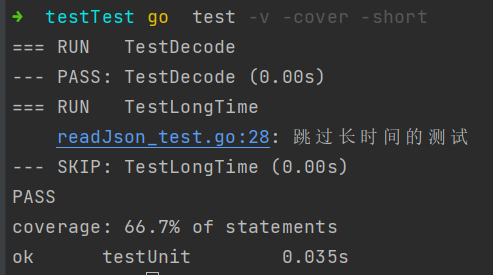 ➜ testTest go test -v -cover -short
=== RUN   TestDecode
--- PASS: TestDecode (0.00s)
=== RUN   TestLongTime
    readJson_test.go:28: 跳过长时间的测试
--- SKIP: TestLongTime (0.00s)
PASS
coverage: 66.7% of statements
ok      testUnit        0.035s